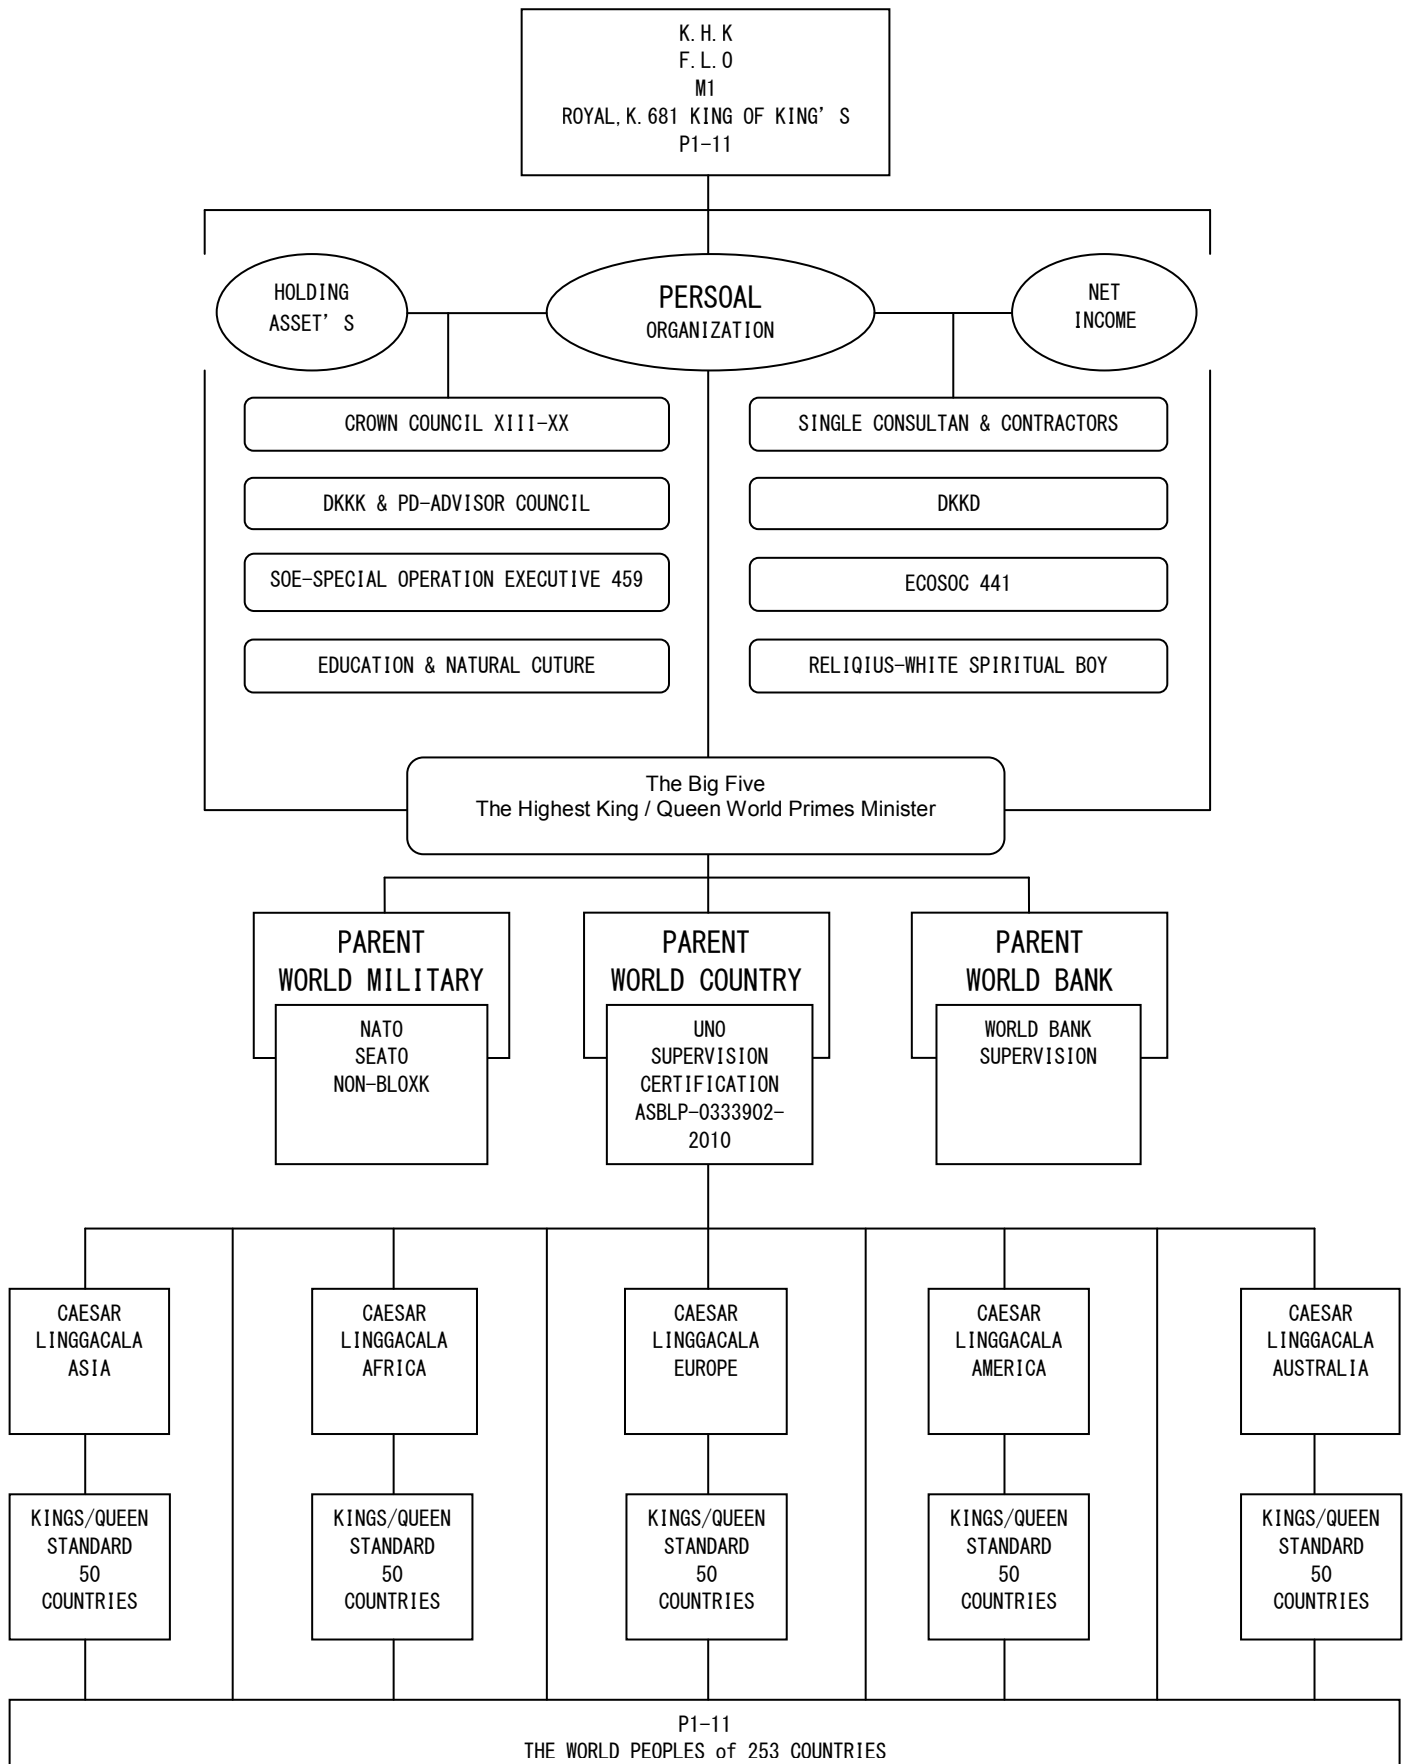 K.H.K
F.L.O
M1
ROYAL,K.681 KING OF KING'S
P1-11
HOLDING
ASSET'S
PERSOAL
ORGANIZATION
NET
INCOME
CROWN COUNCIL XIII-XX
SINGLE CONSULTAN & CONTRACTORS
DKKK & PD-ADVISOR COUNCIL
DKKD
SOE-SPECIAL OPERATION EXECUTIVE 459
ECOSOC 441
EDUCATION & NATURAL CUTURE
RELIQIUS-WHITE SPIRITUAL BOY
The Big Five
The Highest King / Queen World Primes Minister
PARENT
WORLD MILITARY
NATO
SEATO
NON-BLOXK
PARENT
WORLD COUNTRY
UNO
SUPERVISION
CERTIFICATION
ASBLP-0333902-
2010
PARENT
WORLD BANK
WORLD BANK
SUPERVISION
CAESAR
LINGGACALA
ASIA
CAESAR
LINGGACALA
AFRICA
CAESAR
LINGGACALA
EUROPE
CAESAR
LINGGACALA
AMERICA
CAESAR
LINGGACALA
AUSTRALIA
KINGS/QUEEN
STANDARD
50
COUNTRIES
KINGS/QUEEN
STANDARD
50
COUNTRIES
KINGS/QUEEN
STANDARD
50
COUNTRIES
KINGS/QUEEN
STANDARD
50
COUNTRIES
KINGS/QUEEN
STANDARD
50
COUNTRIES
P1-11
THE WORLD PEOPLES of 253 COUNTRIES